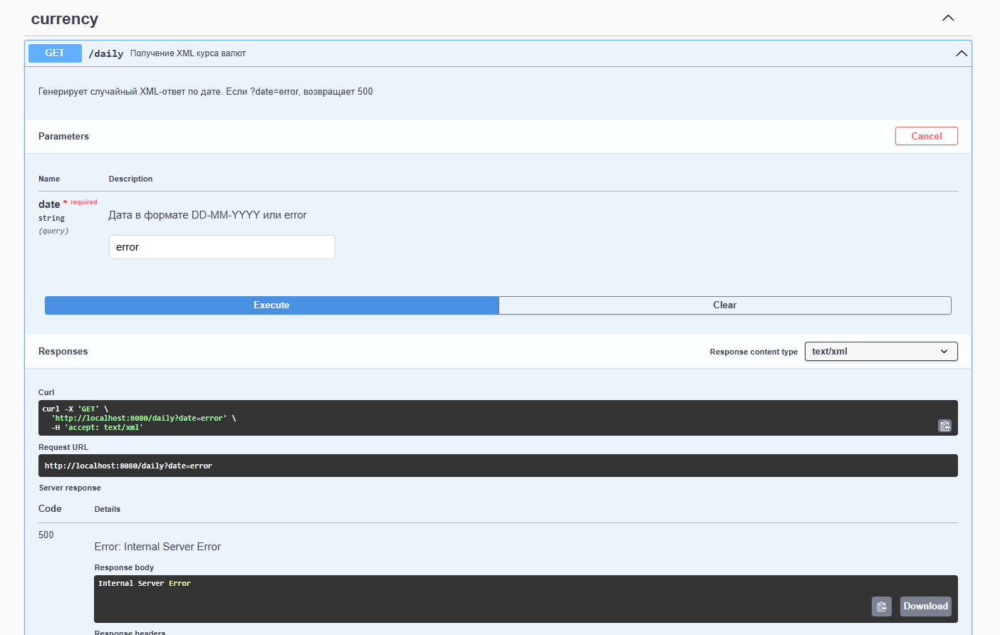 currency
GET /daily Получение XML курса валют
Генерирует случайный XML-ответ по дате. Если ?date=error, возвращает 500
Parameters
Cancel
Name Description
date * required
string
(query)
Дата в формате DD-MM-YYYY или error
error
Execute Clear
Responses
Response content type text/xml
Curl
curl -X 'GET' \
'http://localhost:8080/daily?date=error' \
-H 'accept: text/xml'
Request URL
http://localhost:8080/daily?date=error
Server response
Code Details
500
Error: Internal Server Error
Response body
Internal Server Error
Download
Response headers